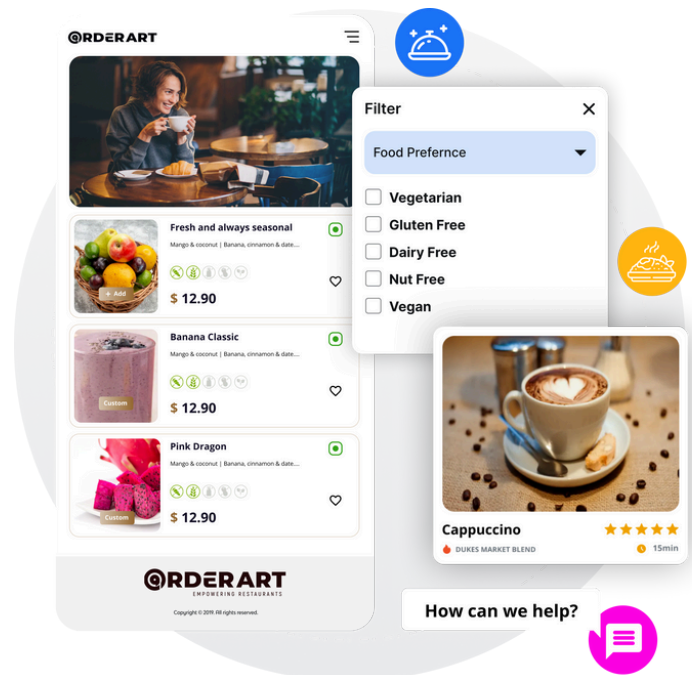 @RDERART
Fresh and always seasonal
Mango & coconut | Banana, cinnamon & date....
+ Add
$ 12.90
Banana Classic
Mango & coconut | Banana, cinnamon & date....
Custom
$ 12.90
Pink Dragon
Mango & coconut | Banana, cinnamon & date....
Custom
$ 12.90
@RDERART
EMPOWERING RESTAURANTS
Copyright © 2019. All rights reserved.
Filter
Food Prefernce
Vegetarian
Gluten Free
Dairy Free
Nut Free
Vegan
Cappuccino
DUKES MARKET BLEND
15min
How can we help?